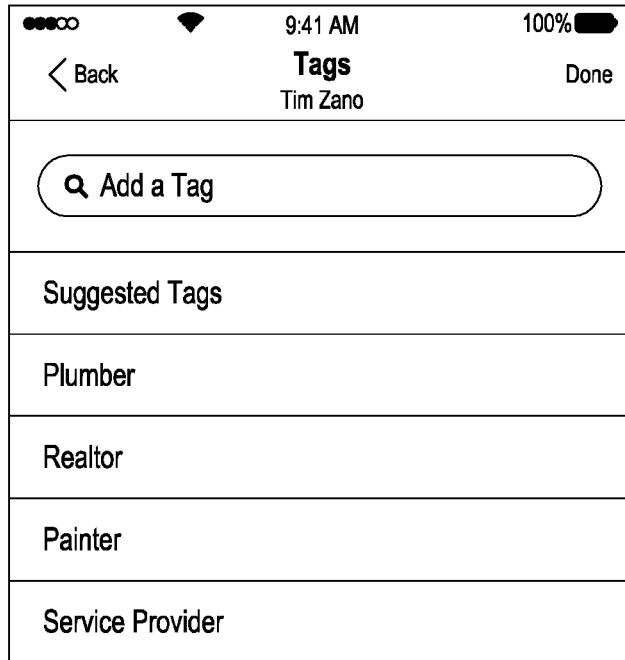 9:41 AM 100%
Back Tags Done
Tim Zano
Add a Tag
Suggested Tags
Plumber
Realtor
Painter
Service Provider